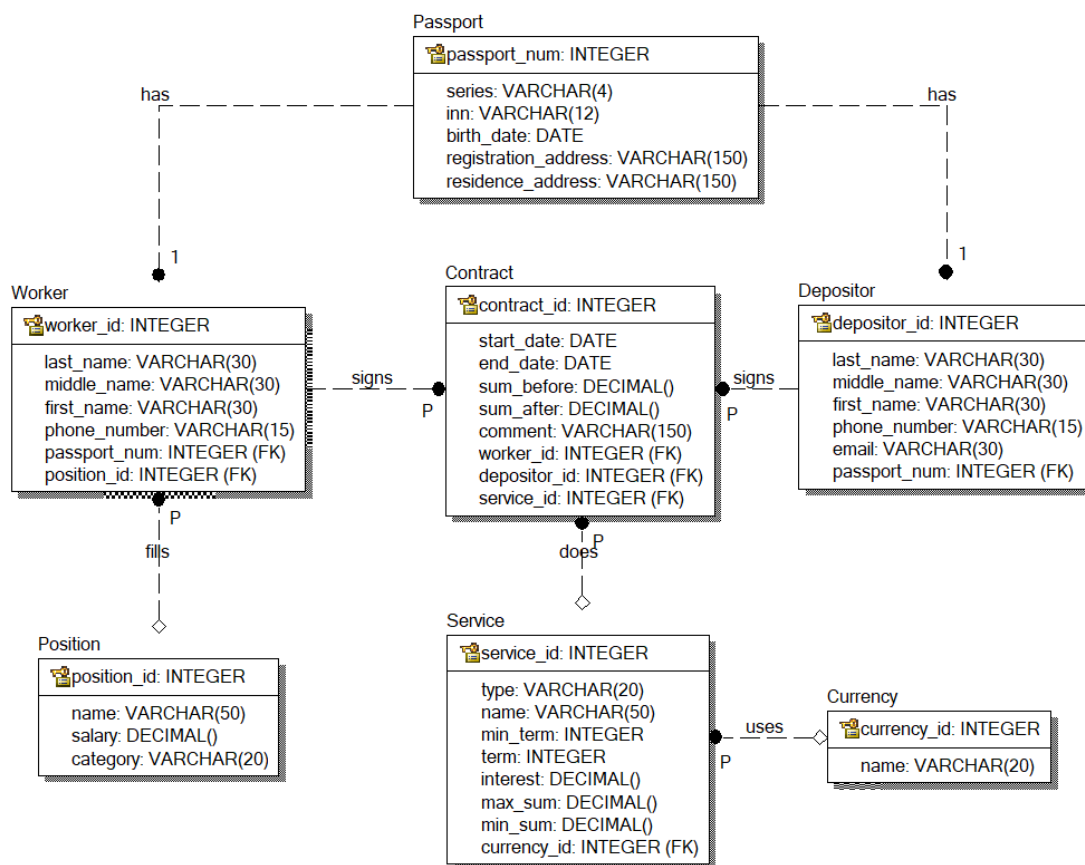 Passport
passport_num: INTEGER
series: VARCHAR(4)
inn: VARCHAR(12)
birth_date: DATE
registration_address: VARCHAR(150)
residence_address: VARCHAR(150)
has
has
1
1
Worker
worker_id: INTEGER
last_name: VARCHAR(30)
middle_name: VARCHAR(30)
first_name: VARCHAR(30)
phone_number: VARCHAR(15)
passport_num: INTEGER (FK)
position_id: INTEGER (FK)
signs
P
Contract
contract_id: INTEGER
start_date: DATE
end_date: DATE
sum_before: DECIMAL()
sum_after: DECIMAL()
comment: VARCHAR(150)
worker_id: INTEGER (FK)
depositor_id: INTEGER (FK)
service_id: INTEGER (FK)
signs
P
Depositor
depositor_id: INTEGER
last_name: VARCHAR(30)
middle_name: VARCHAR(30)
first_name: VARCHAR(30)
phone_number: VARCHAR(15)
email: VARCHAR(30)
passport_num: INTEGER (FK)
P
fills
P
does
Position
position_id: INTEGER
name: VARCHAR(50)
salary: DECIMAL()
category: VARCHAR(20)
Service
service_id: INTEGER
type: VARCHAR(20)
name: VARCHAR(50)
min_term: INTEGER
term: INTEGER
interest: DECIMAL()
max_sum: DECIMAL()
min_sum: DECIMAL()
currency_id: INTEGER (FK)
uses
P
Currency
currency_id: INTEGER
name: VARCHAR(20)